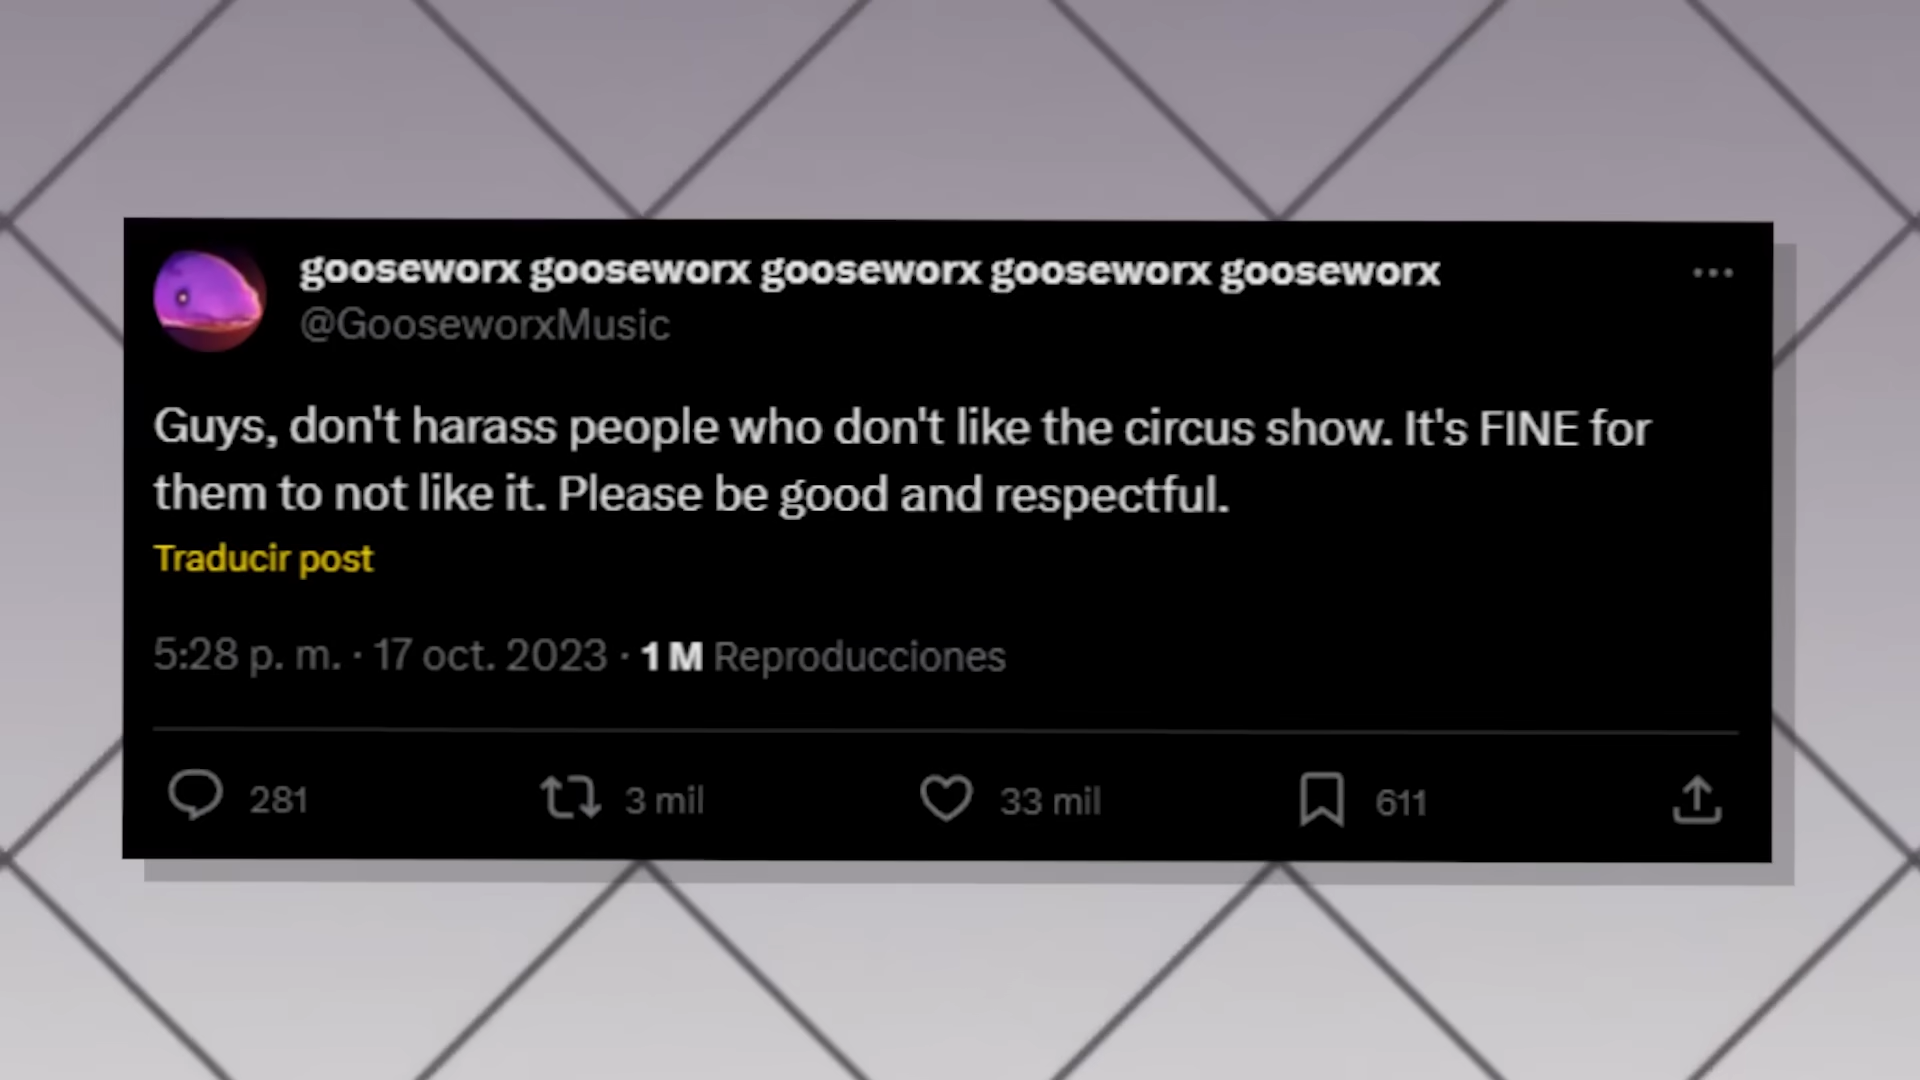 gooseworx gooseworx gooseworx gooseworx gooseworx
@GooseworxMusic
Guys, don't harass people who don't like the circus show. It's FINE for
them to not like it. Please be good and respectful.
Traducir post
5:28 p. m. · 17 oct. 2023 · 1 M Reproducciones
281 3 mil 33 mil 611